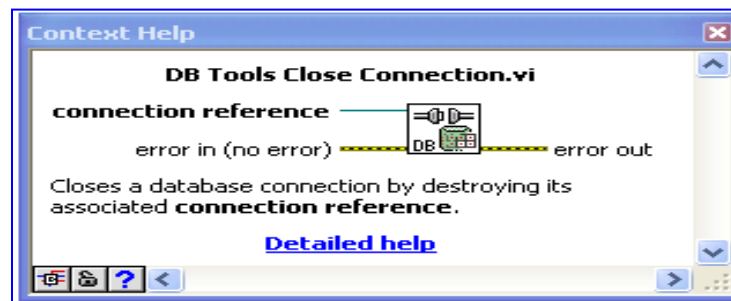 Context Help
DB Tools Close Connection.vi
connection reference
DB
error in (no error)
error out
Closes a database connection by destroying its
associated connection reference.
Detailed help
?